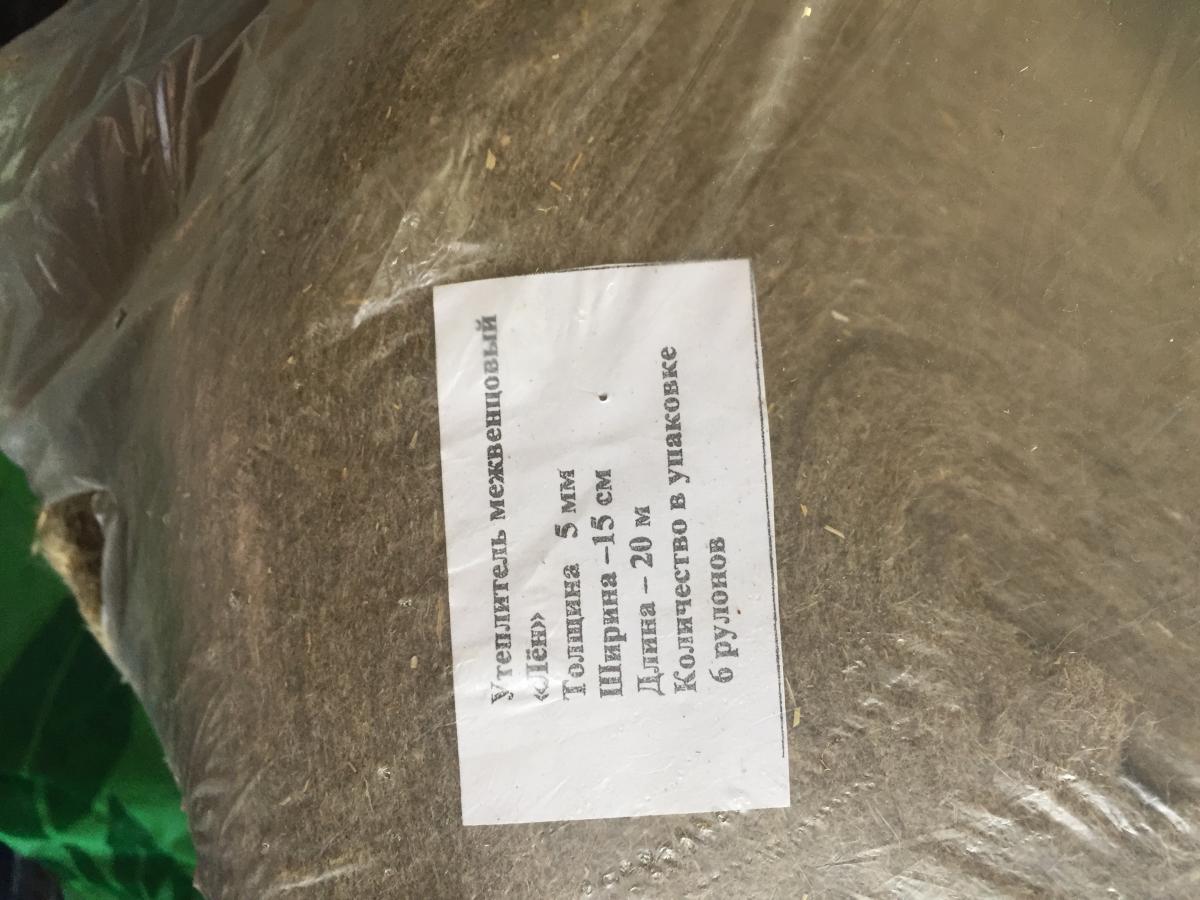 Утеплитель межвенцовый
«Лён»
Толщина 5 мм
Ширина –15 см
Длина – 20 м
Количество в упаковке
6 рулонов